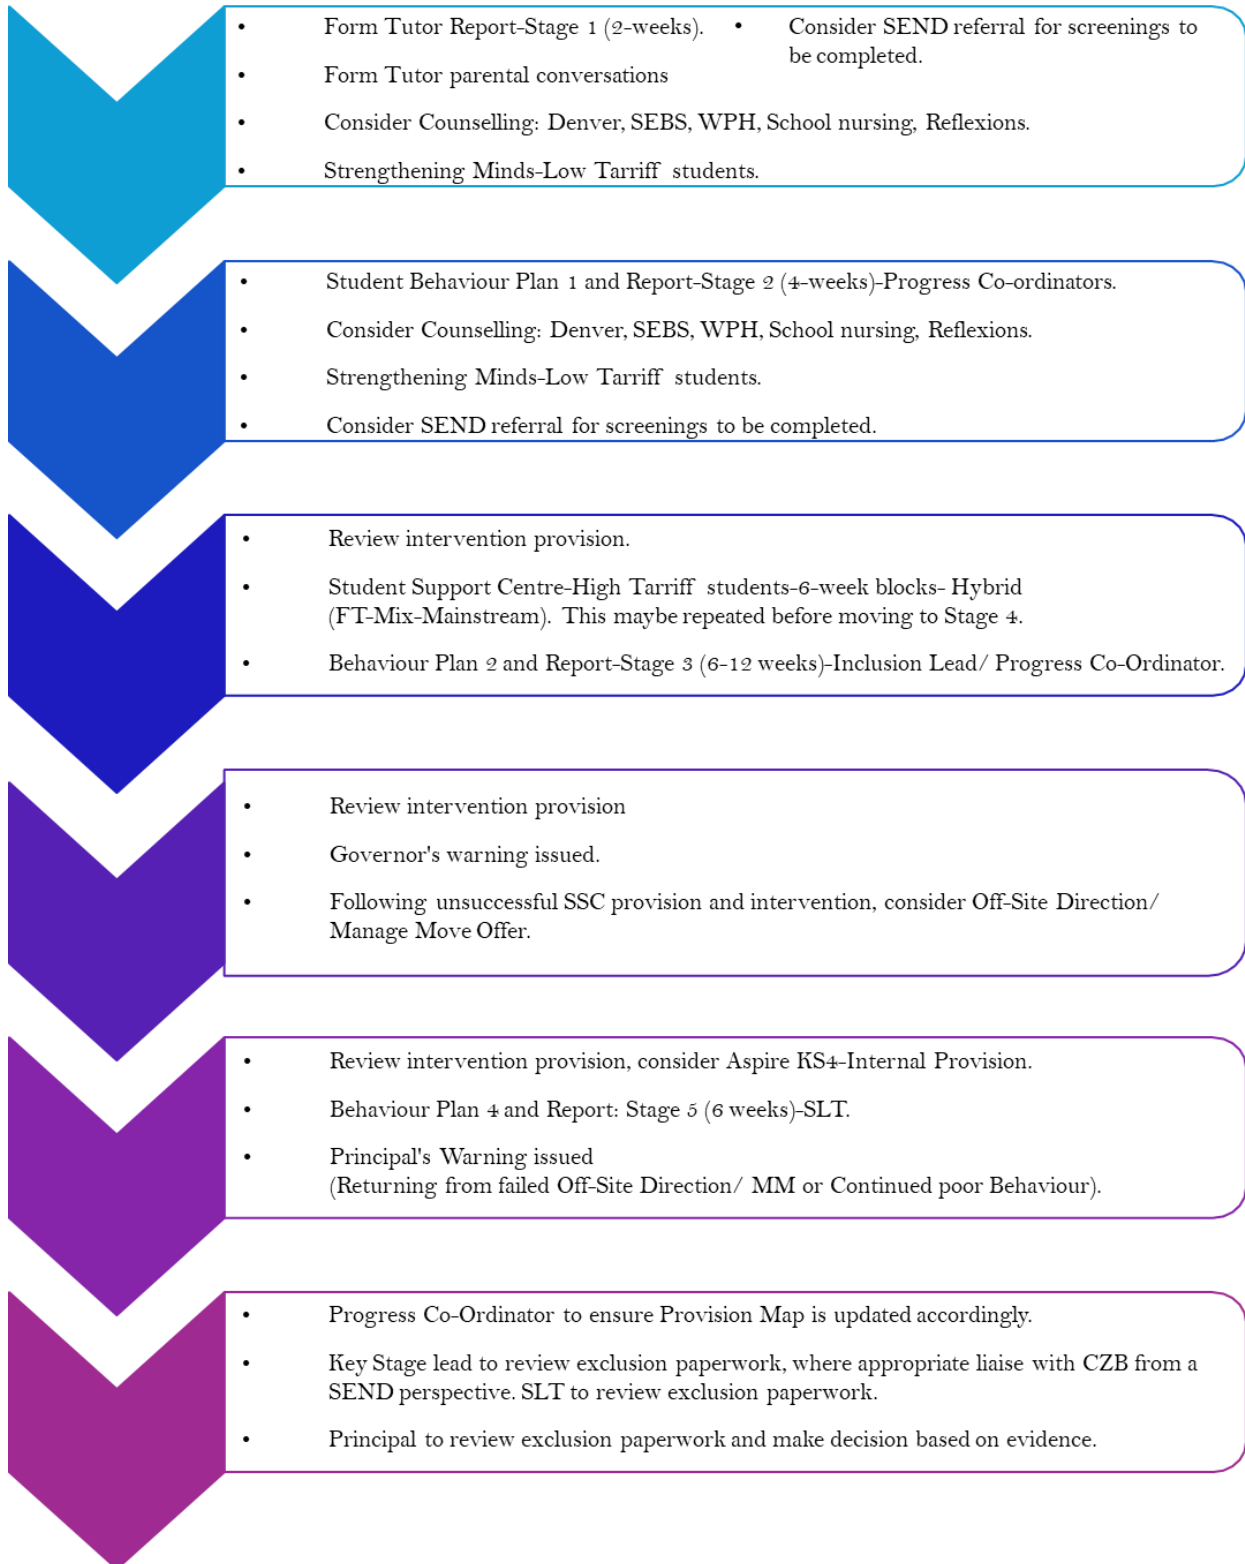 • Form Tutor Report-Stage 1 (2-weeks).
• Form Tutor parental conversations
• Consider Counselling: Denver, SEBS, WPH, School nursing, Reflexions.
• Strengthening Minds-Low Tarriff students.
• Consider SEND referral for screenings to
be completed.
• Student Behaviour Plan 1 and Report-Stage 2 (4-weeks)-Progress Co-ordinators.
• Consider Counselling: Denver, SEBS, WPH, School nursing, Reflexions.
• Strengthening Minds-Low Tarriff students.
• Consider SEND referral for screenings to be completed.
• Review intervention provision.
• Student Support Centre-High Tarriff students-6-week blocks- Hybrid
(FT-Mix-Mainstream). This maybe repeated before moving to Stage 4.
• Behaviour Plan 2 and Report-Stage 3 (6-12 weeks)-Inclusion Lead/ Progress Co-Ordinator.
• Review intervention provision
• Governor's warning issued.
• Following unsuccessful SSC provision and intervention, consider Off-Site Direction/
Manage Move Offer.
• Review intervention provision, consider Aspire KS4-Internal Provision.
• Behaviour Plan 4 and Report: Stage 5 (6 weeks)-SLT.
• Principal's Warning issued
(Returning from failed Off-Site Direction/ MM or Continued poor Behaviour).
• Progress Co-Ordinator to ensure Provision Map is updated accordingly.
• Key Stage lead to review exclusion paperwork, where appropriate liaise with CZB from a
SEND perspective. SLT to review exclusion paperwork.
• Principal to review exclusion paperwork and make decision based on evidence.